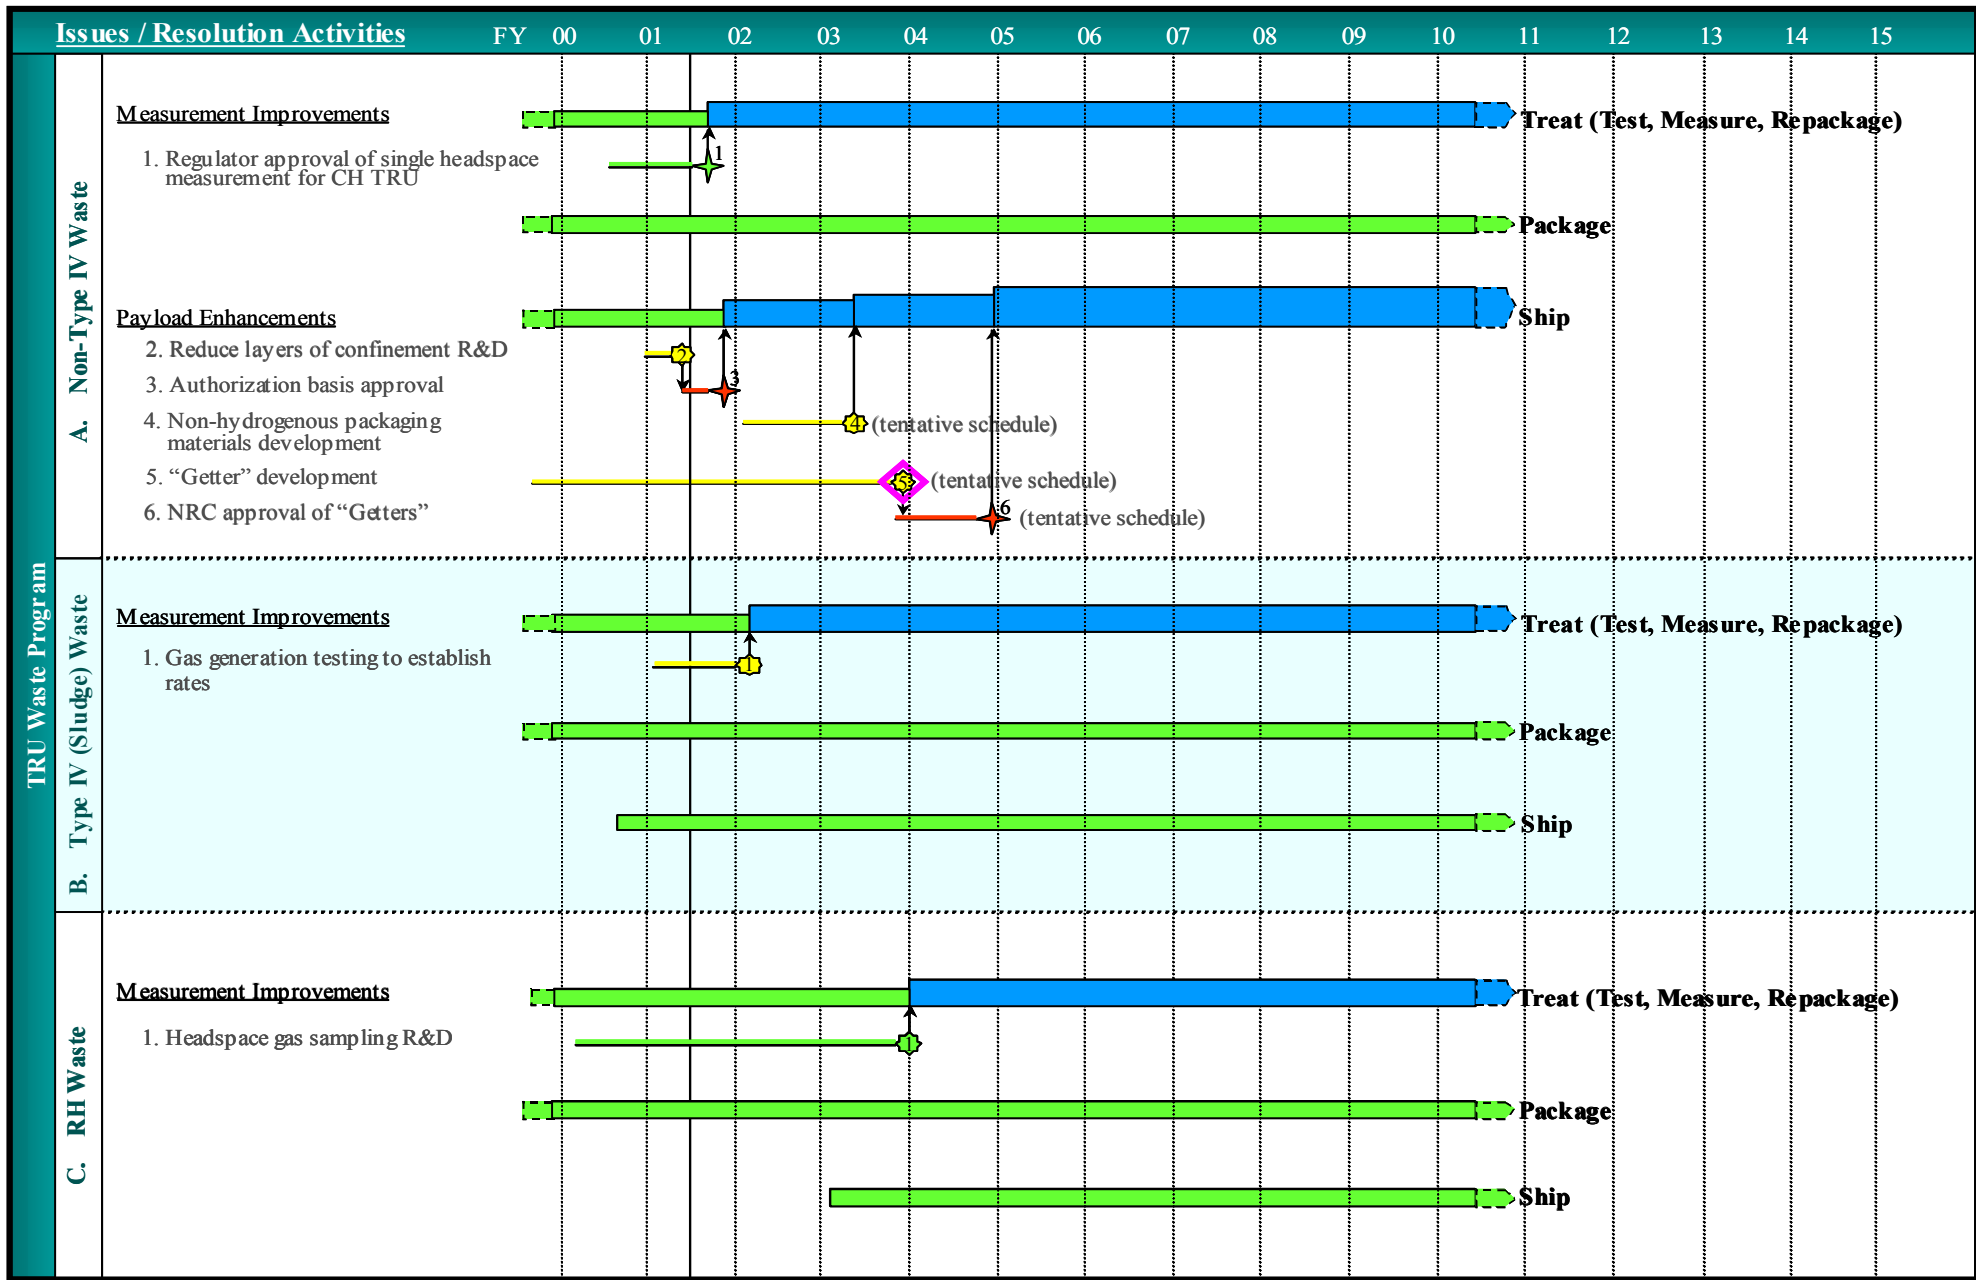 Issues / Resolution Activities FY 00 01 02 03 04 05 06 07 08 09 10 11 12 13 14 15
TRU Waste Program
A. Non-Type IV Waste
Measurement Improvements
Treat (Test, Measure, Repackage)
1. Regulator approval of single headspace
measurement for CH TRU
1
Package
Payload Enhancements
Ship
2. Reduce layers of confinement R&D
2
3. Authorization basis approval
3
4. Non-hydrogenous packaging
materials development
4 (tentative schedule)
5. “Getter” development
5 (tentative schedule)
6. NRC approval of “Getters”
6 (tentative schedule)
B. Type IV (Sludge) Waste
Measurement Improvements
Treat (Test, Measure, Repackage)
1. Gas generation testing to establish
rates
1
Package
Ship
C. RH Waste
Measurement Improvements
Treat (Test, Measure, Repackage)
1. Headspace gas sampling R&D
1
Package
Ship